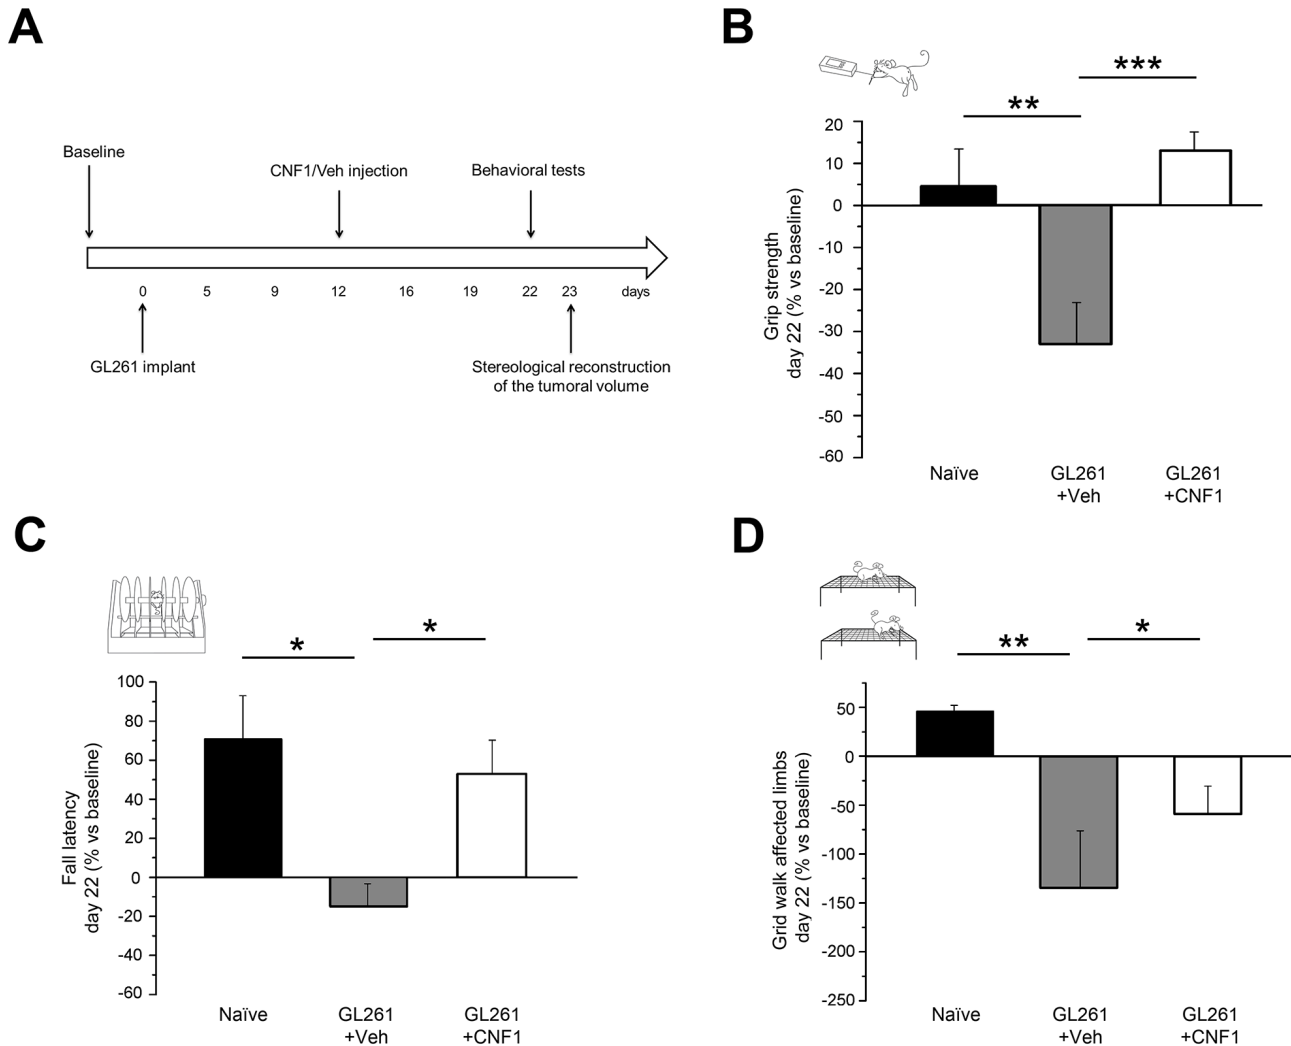 A
Baseline
CNF1/Veh injection
Behavioral tests
0 5 9 12 16 19 22 23 days
GL261 implant
Stereological reconstruction
of the tumoral volume
B
***
**
20
10
0
-10
-20
-30
-40
-50
-60
Grip strength
day 22 (% vs baseline)
Naïve
GL261
+Veh
GL261
+CNF1
C
*
*
100
80
60
40
20
0
-20
-40
-60
Fall latency
day 22 (% vs baseline)
Naïve
GL261
+Veh
GL261
+CNF1
D
**
*
50
0
-50
-100
-150
-200
-250
Grid walk affected limbs
day 22 (% vs baseline)
Naïve
GL261
+Veh
GL261
+CNF1